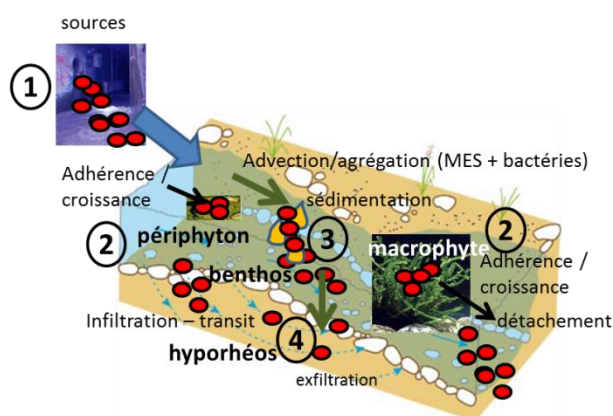 sources
1
Advection/agrégation (MES + bactéries)
Adhérence /
croissance
sédimentation
2
périphyton
3
2
macrophyte
benthos
Adhérence /
croissance
Infiltration – transit
détachement
hyporhéos
4
exfiltration